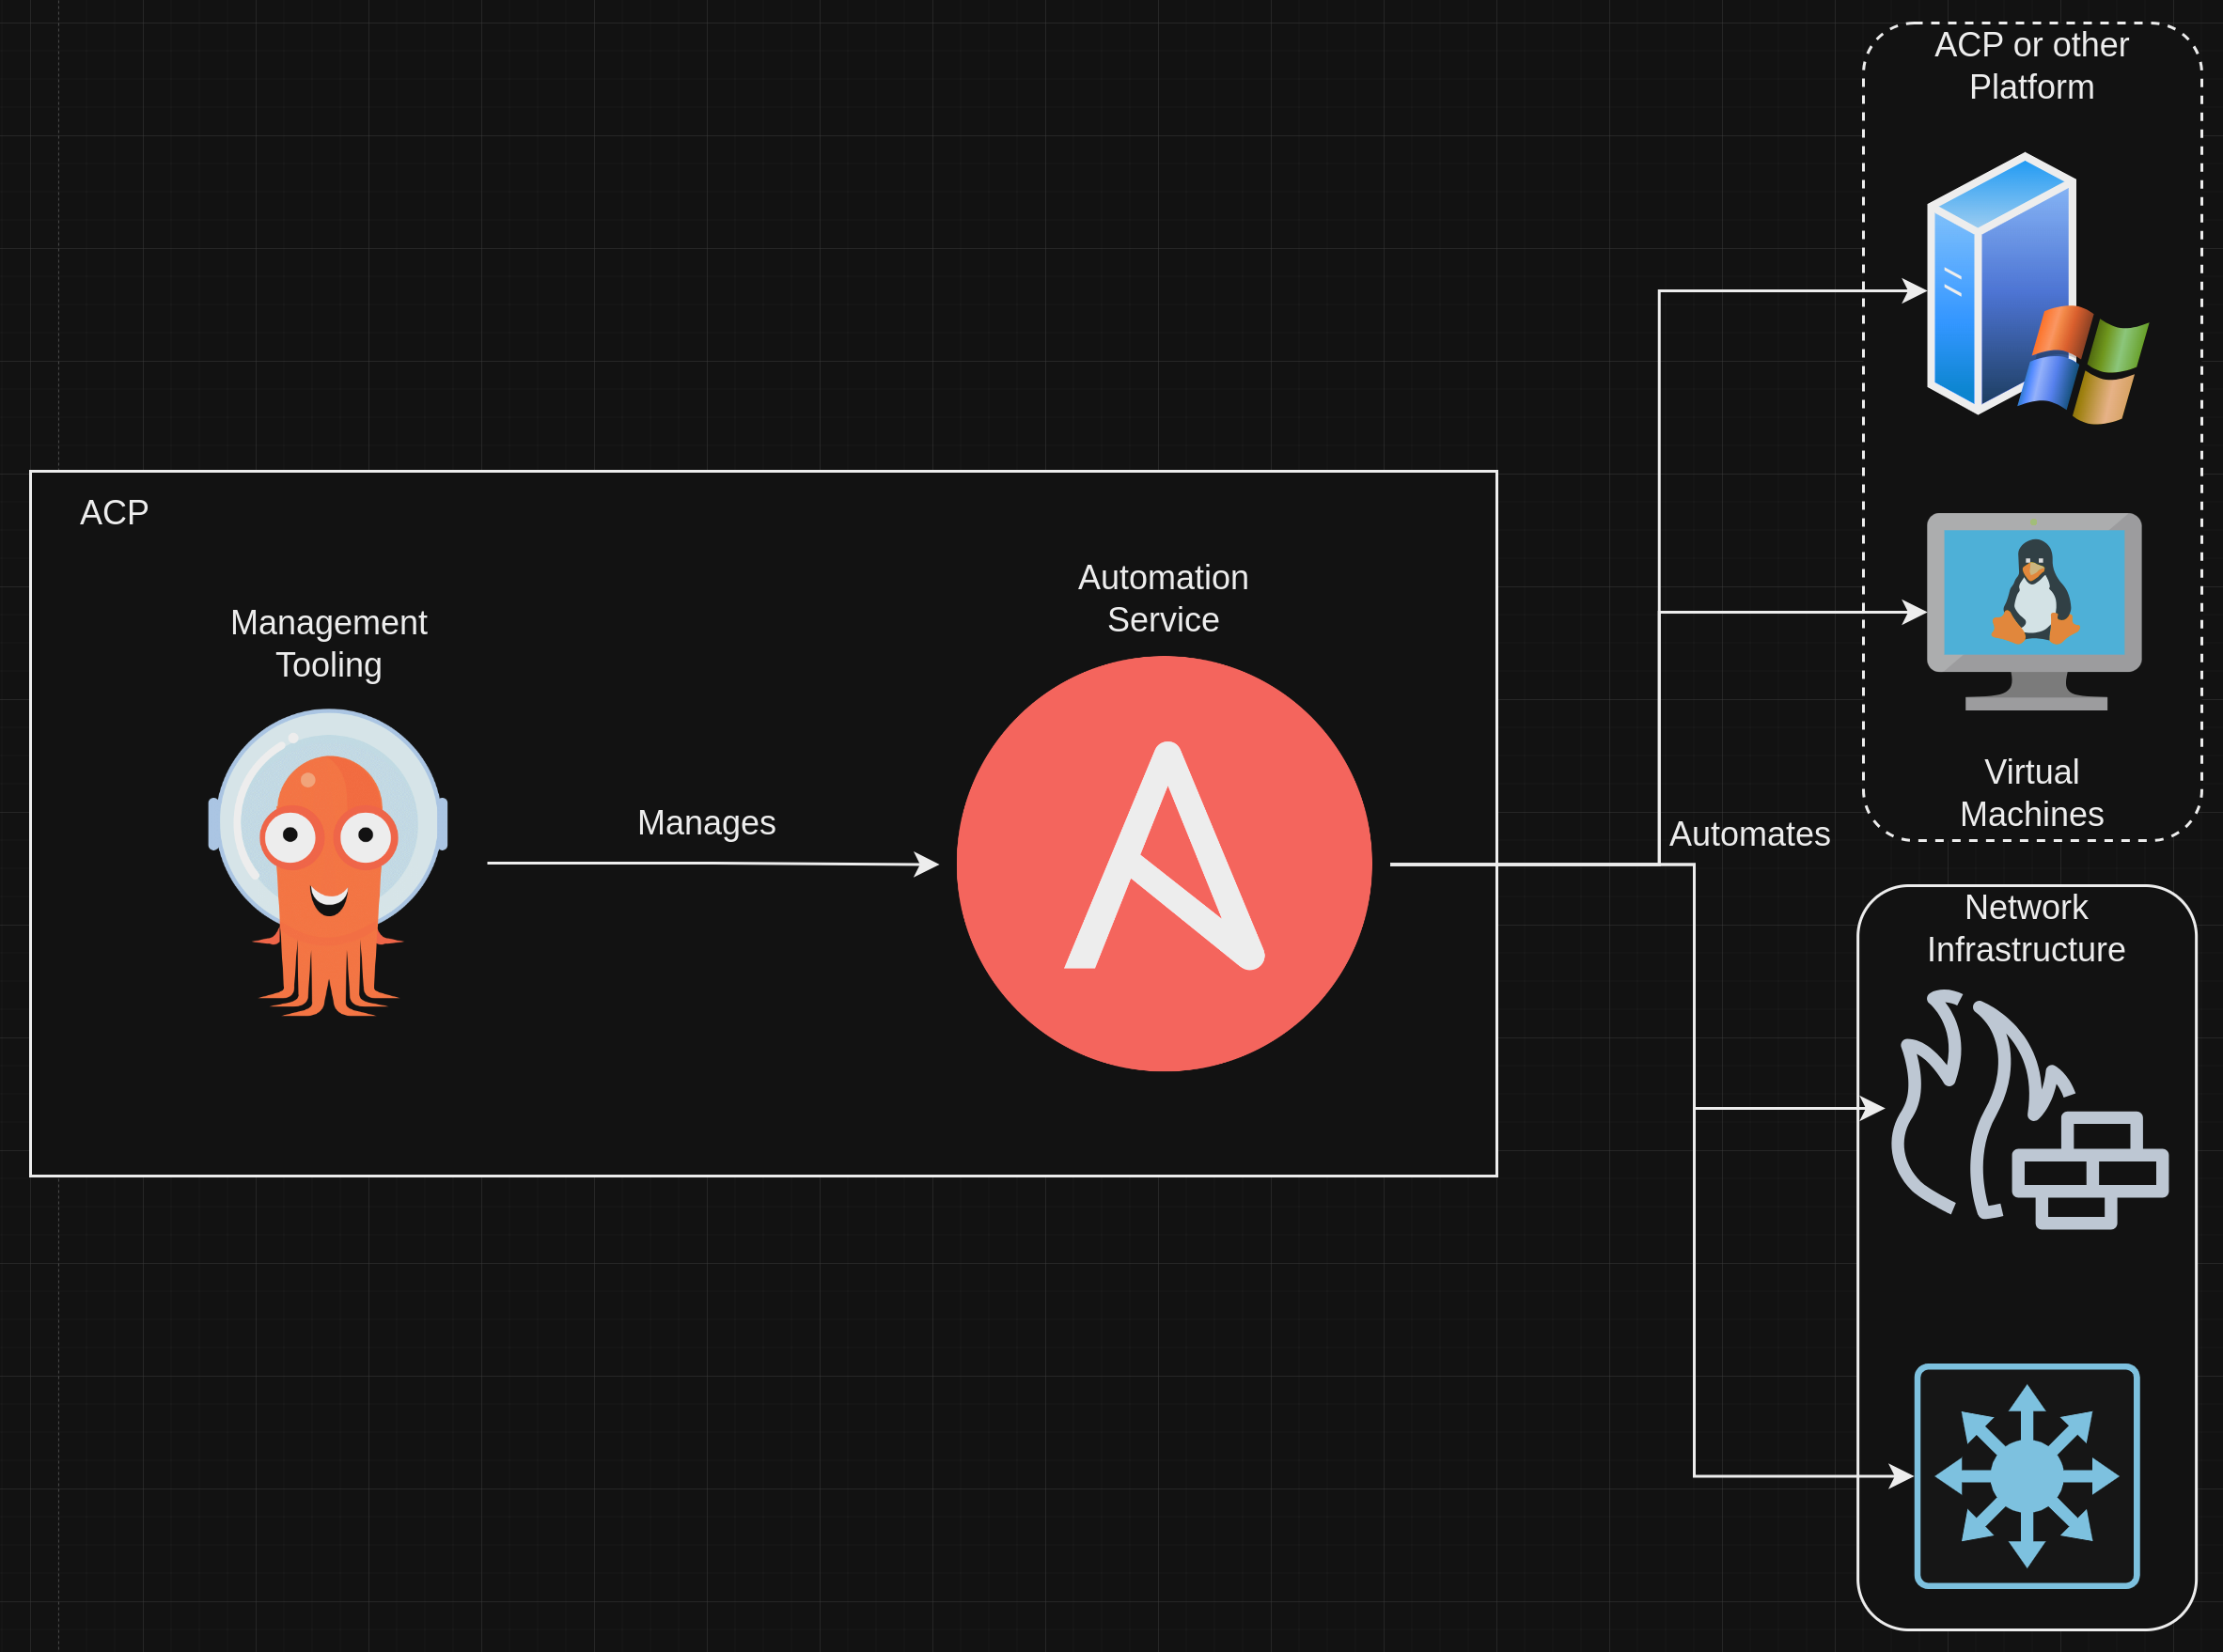 ACP or other
Platform
ACP
Automation
Service
Management
Tooling
Manages
Virtual
Machines
Automates
Network
Infrastructure